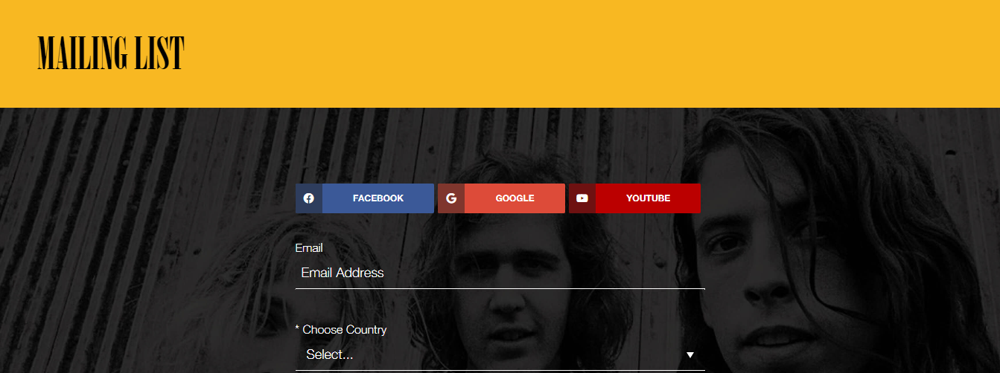 MAILING LIST
FACEBOOK GOOGLE YOUTUBE
Email
Email Address
* Choose Country
Select...